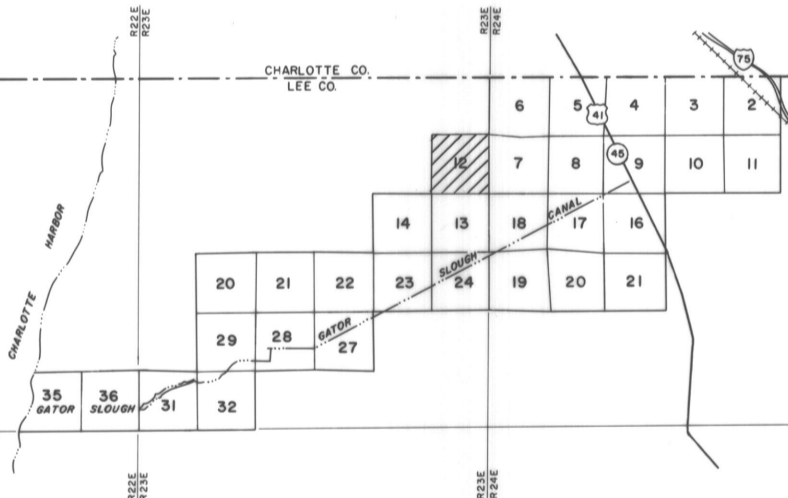 R22E
R23E
R23E
R24E
75
CHARLOTTE CO.
LEE CO.
6 5 4 3 2
41
45
12 7 8 9 10 11
CHARLOTTE HARBOR
14 13 18 17 16
GATOR SLOUGH CANAL
20 21 22 23 24 19 20 21
29 28 27
35 36 31 32
GATOR SLOUGH
R22E
R23E
R23E
R24E